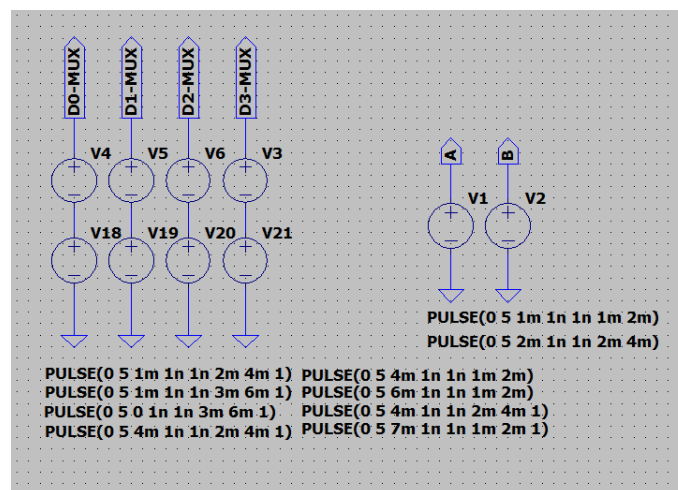 D0-MUX D1-MUX D2-MUX D3-MUX
A B
V4 V5 V6 V3
V1 V2
V18 V19 V20 V21
PULSE(0 5 1m 1n 1n 1m 2m)
PULSE(0 5 2m 1n 1n 2m 4m)
PULSE(0 5 1m 1n 1n 2m 4m 1) PULSE(0 5 4m 1n 1n 1m 2m)
PULSE(0 5 1m 1n 1n 3m 6m 1) PULSE(0 5 6m 1n 1n 1m 2m)
PULSE(0 5 0 1n 1n 3m 6m 1) PULSE(0 5 4m 1n 1n 2m 4m 1)
PULSE(0 5 4m 1n 1n 2m 4m 1) PULSE(0 5 7m 1n 1n 1m 2m 1)